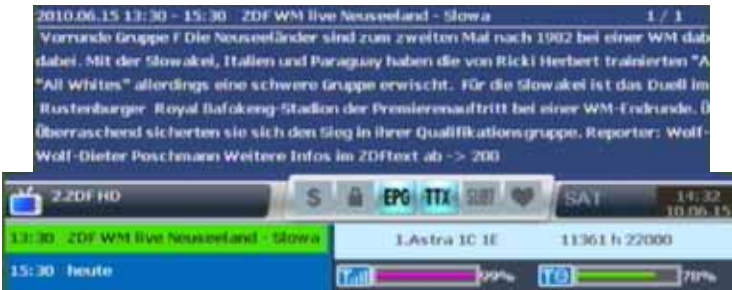 2010.06.15 13:30 - 15:30 ZDF WM live Neuseeland - Slowa 1 / 1
Vorrunde Gruppe F Die Neuseeländer sind zum zweiten Mal nach 1982 bei einer WM dab
dabei. Mit der Slowakei, Italien und Paraguay haben die von Ricki Herbert trainierten "A
"All Whites" allerdings eine schwere Gruppe erwischt. Für die Slowakei ist das Duell im
Rustenburger Royal Bafokeng-Stadion der Premierenauftritt bei einer WM-Endrunde. Ü
Überraschend sicherten sie sich den Sieg in ihrer Qualifikationsgruppe. Reporter: Wolf-
Wolf-Dieter Poschmann Weitere Infos im ZDFtext ab -> 200
2.ZDF HD $ EPG TTX SUBT SAT 14:32
10.06.15
13:30 ZDF WM live Neuseeland - Slowa 1.Astra 1C 1E 11361 h 22000
15:30 heute 99% 78%